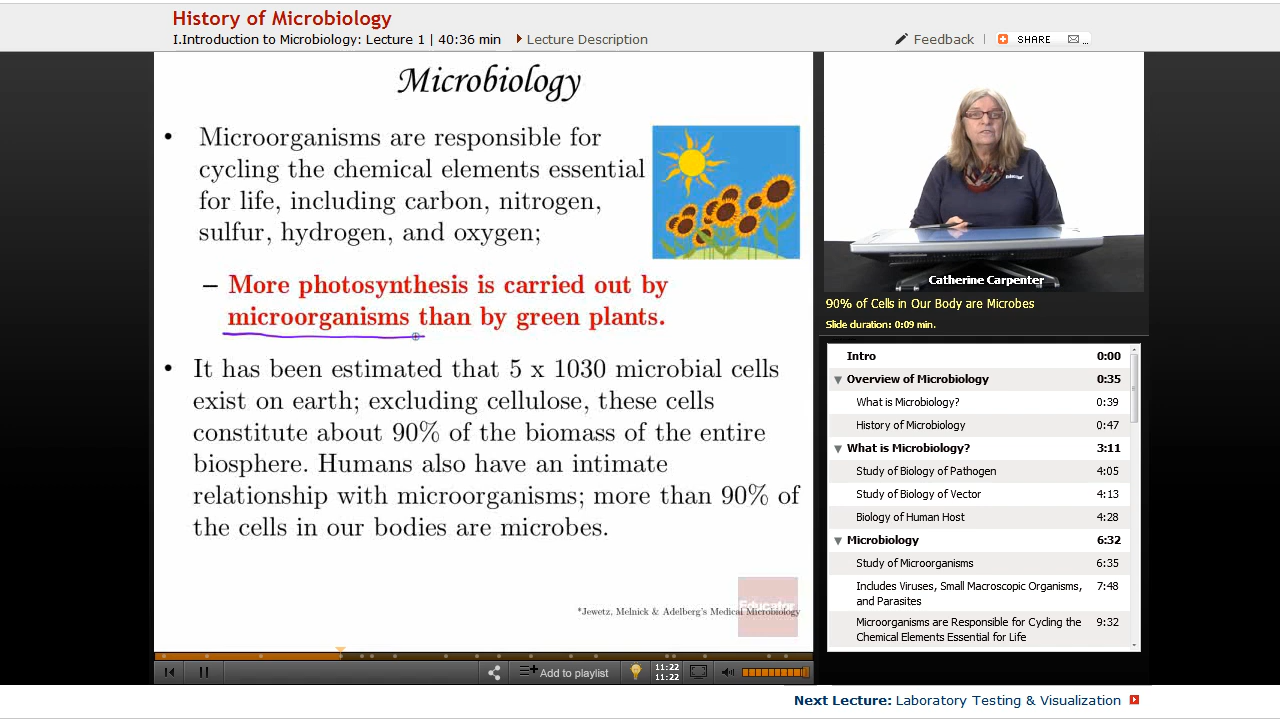 History of Microbiology
I.Introduction to Microbiology: Lecture 1 | 40:36 min
Lecture Description
Feedback
SHARE
Microbiology
• Microorganisms are responsible for
cycling the chemical elements essential
for life, including carbon, nitrogen,
sulfur, hydrogen, and oxygen;
– More photosynthesis is carried out by
microorganisms than by green plants.
• It has been estimated that 5 x 1030 microbial cells
exist on earth; excluding cellulose, these cells
constitute about 90% of the biomass of the entire
biosphere. Humans also have an intimate
relationship with microorganisms; more than 90% of
the cells in our bodies are microbes.
Educator
*Jewetz, Melnick & Adelberg's Medical Microbiology
Catherine Carpenter
90% of Cells in Our Body are Microbes
Slide duration: 0:09 min.
Intro 0:00
Overview of Microbiology 0:35
What is Microbiology? 0:39
History of Microbiology 0:47
What is Microbiology? 3:11
Study of Biology of Pathogen 4:05
Study of Biology of Vector 4:13
Biology of Human Host 4:28
Microbiology 6:32
Study of Microorganisms 6:35
Includes Viruses, Small Macroscopic Organisms, 7:48
and Parasites
Microorganisms are Responsible for Cycling the 9:32
Chemical Elements Essential for Life
Add to playlist
11:22
11:22
Next Lecture: Laboratory Testing & Visualization